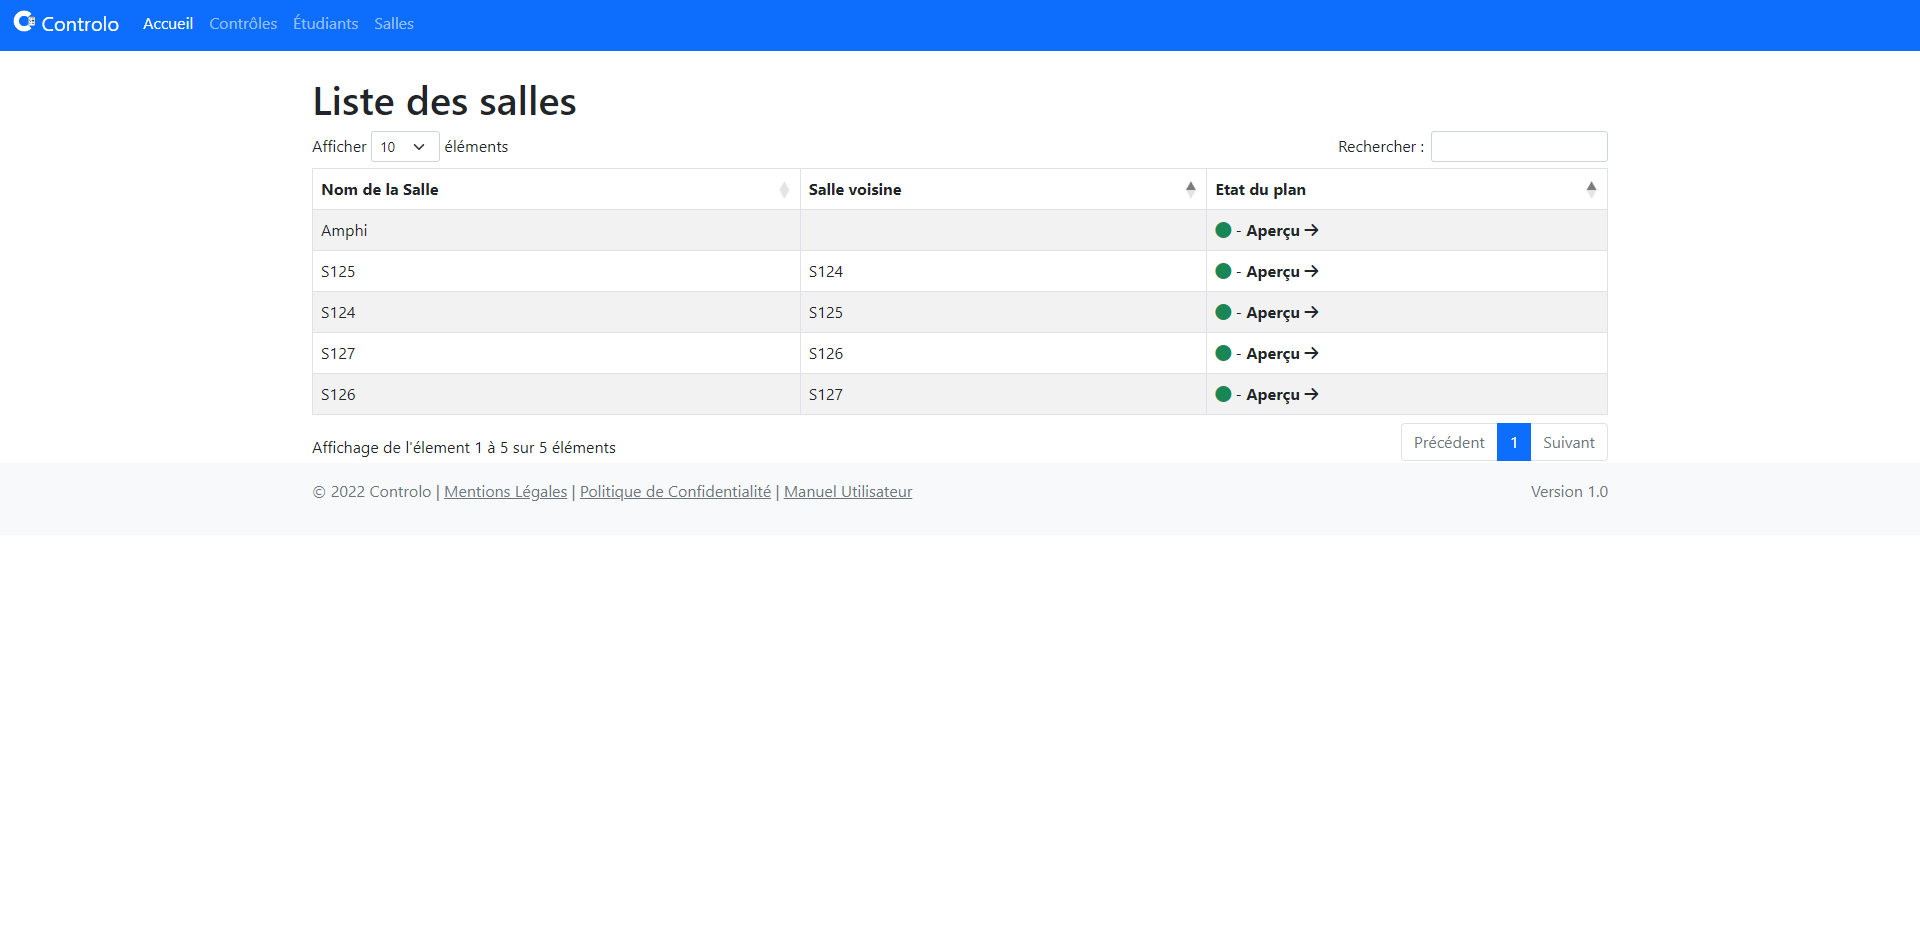 Controlo Accueil Contrôles Étudiants Salles
Liste des salles
Afficher 10 éléments Rechercher :
Nom de la Salle Salle voisine Etat du plan
Amphi - Aperçu →
S125 S124 - Aperçu →
S124 S125 - Aperçu →
S127 S126 - Aperçu →
S126 S127 - Aperçu →
Affichage de l'élement 1 à 5 sur 5 éléments Précédent 1 Suivant
© 2022 Controlo | Mentions Légales | Politique de Confidentialité | Manuel Utilisateur Version 1.0